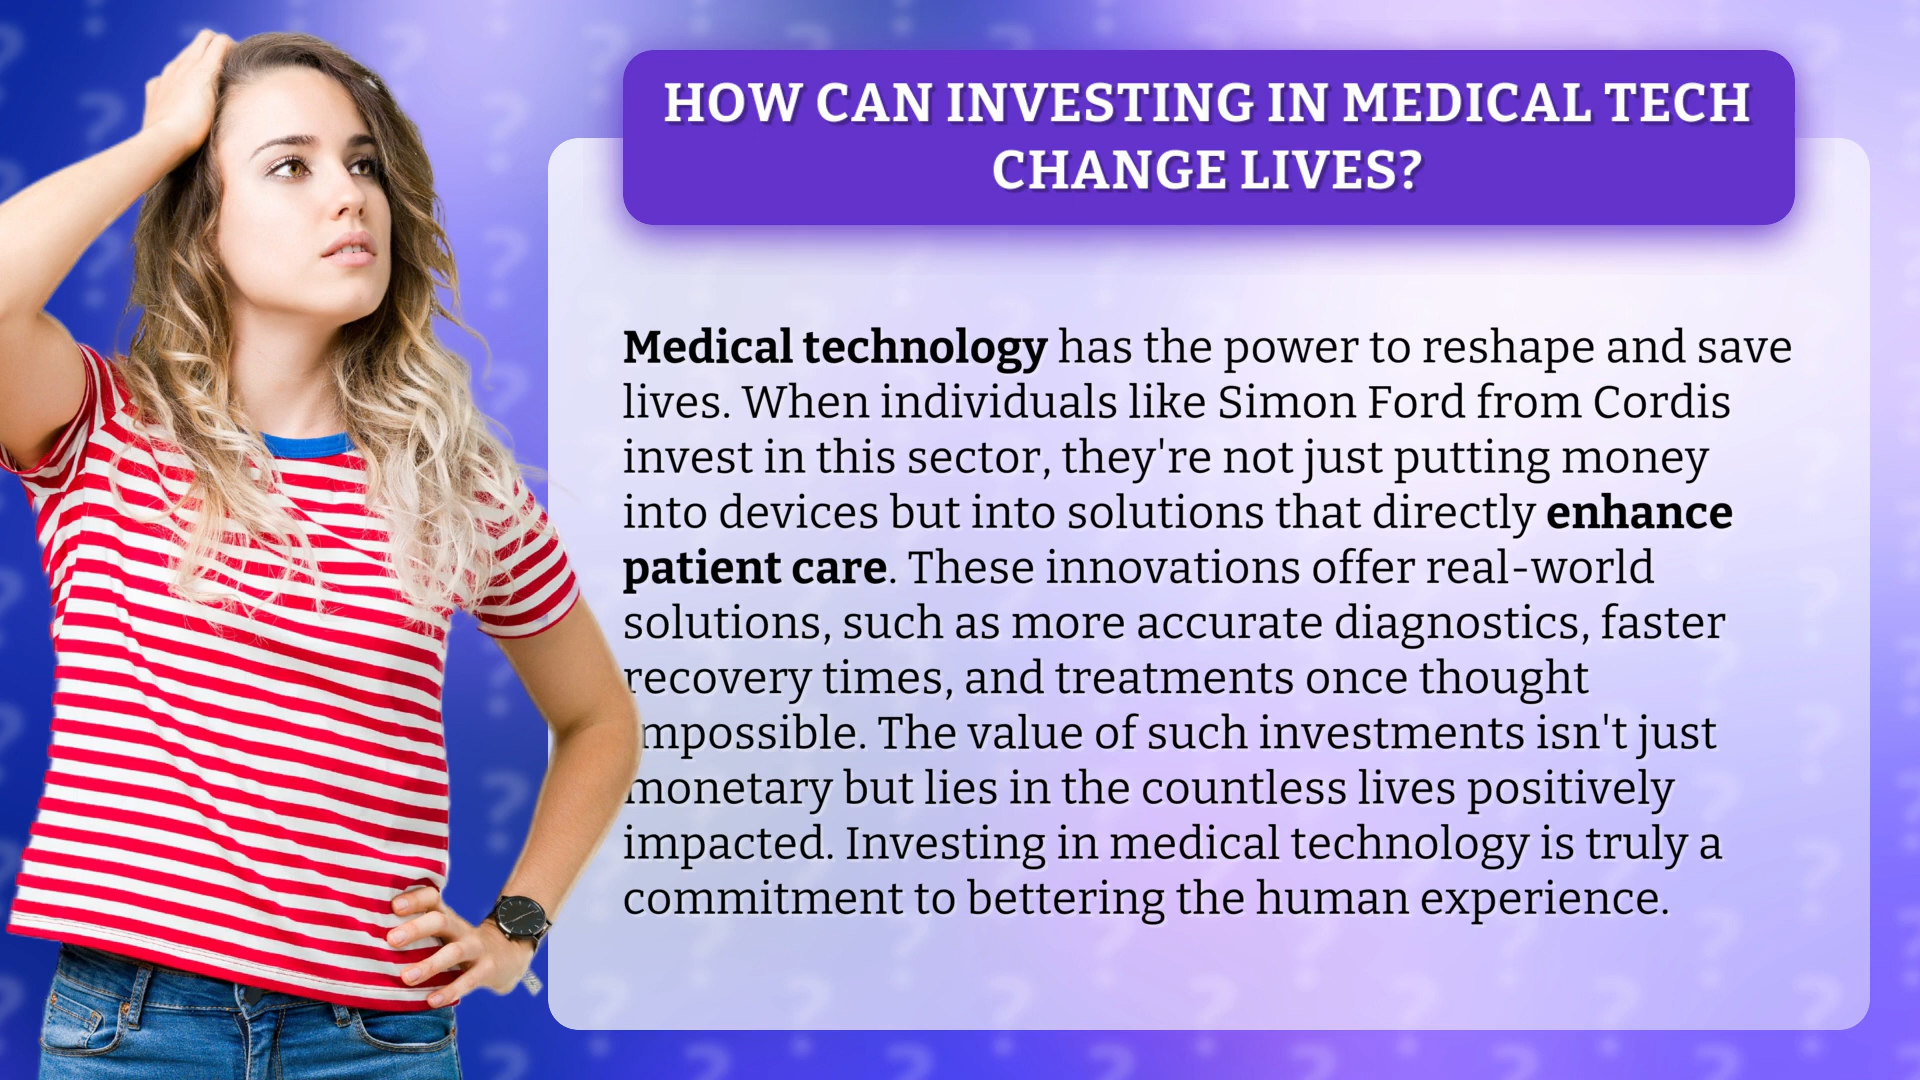 HOW CAN INVESTING IN MEDICAL TECH
CHANGE LIVES?
Medical technology has the power to reshape and save
lives. When individuals like Simon Ford from Cordis
invest in this sector, they're not just putting money
into devices but into solutions that directly enhance
patient care. These innovations offer real-world
solutions, such as more accurate diagnostics, faster
recovery times, and treatments once thought
impossible. The value of such investments isn't just
monetary but lies in the countless lives positively
impacted. Investing in medical technology is truly a
commitment to bettering the human experience.